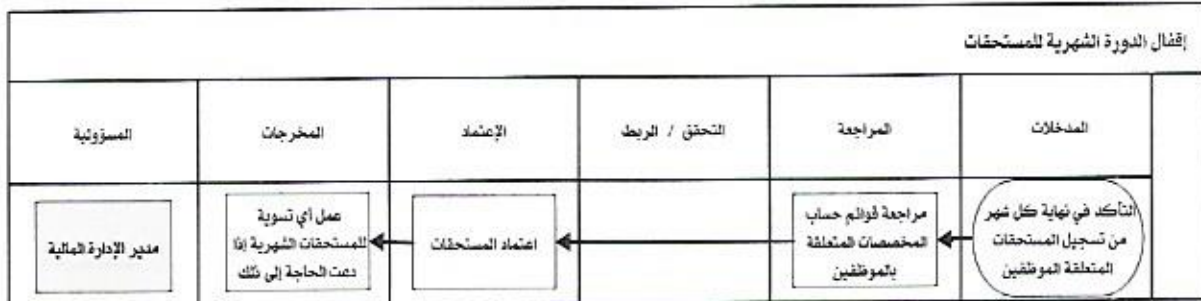 إقفال الدورة الشهرية للمستحقات
المدخلات
المراجعة
التحقق / الربط
الإعتماد
المخرجات
المسؤولية
التأكد في نهاية كل شهر
من تسجيل المستحقات
المتعلقة الموظفين
مراجعة قوائم حساب
المخصصات المتعلقة
بالموظفين
اعتماد المستحقات
عمل أي تسوية
للمستحقات الشهرية إذا
دعت الحاجة إلى ذلك
مدير الإدارة المالية